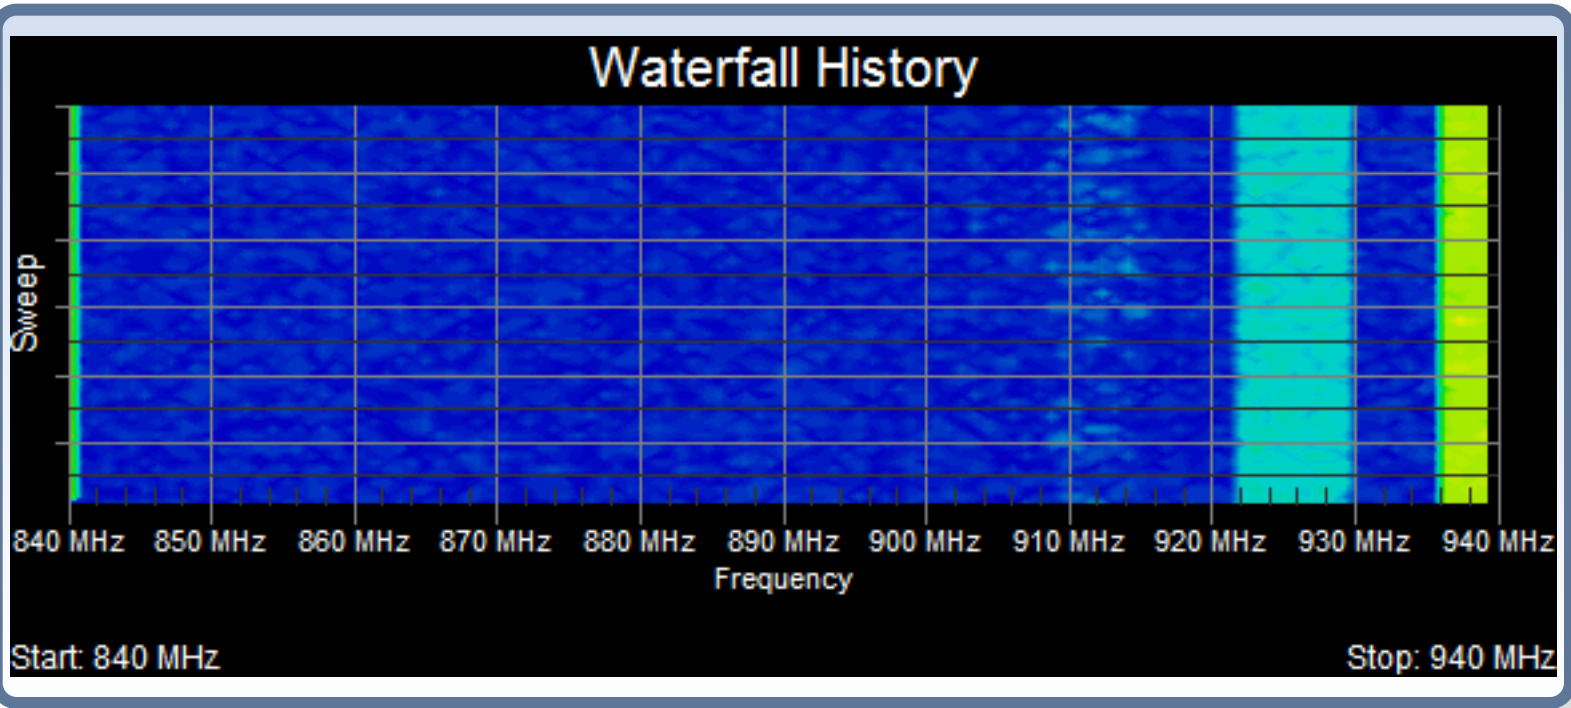 Waterfall History
Sweep
840 MHz 850 MHz 860 MHz 870 MHz 880 MHz 890 MHz 900 MHz 910 MHz 920 MHz 930 MHz 940 MHz
Frequency
Start: 840 MHz Stop: 940 MHz